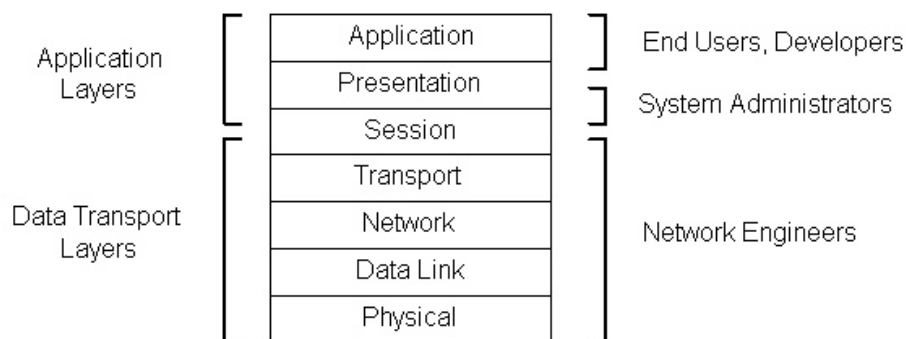 Application
Layers
Data Transport
Layers
Application
Presentation
Session
Transport
Network
Data Link
Physical
End Users, Developers
System Administrators
Network Engineers